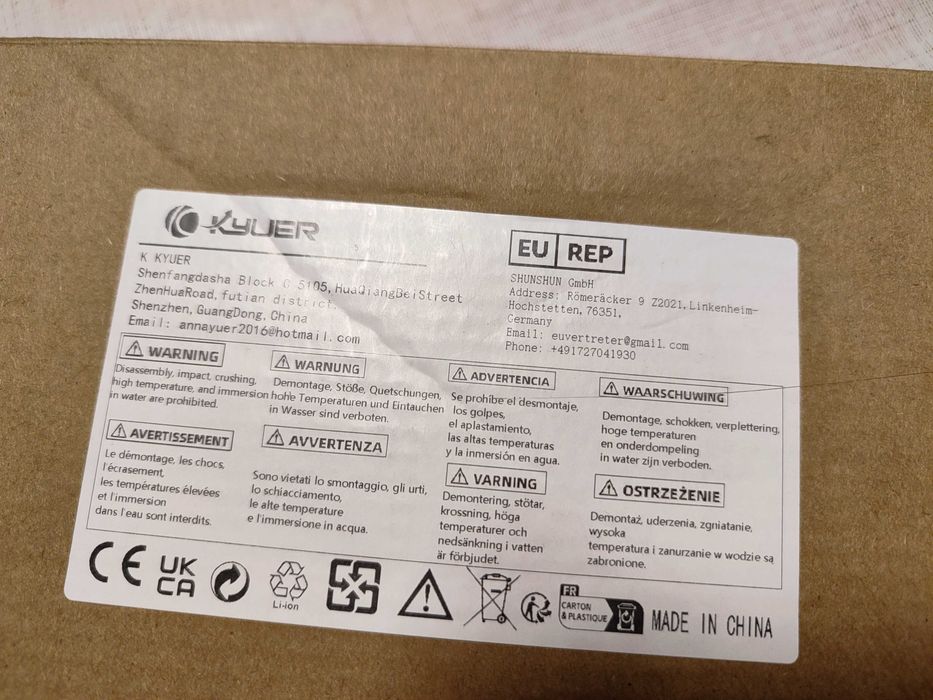 KYUER
K KYUER
Shenfangdasha Block G 5105, HuaQiangBeiStreet
ZhenHuaRoad, futian district,
Shenzhen, GuangDong, China
Email: annayuer2016@hotmail.com
EU REP
SHUNSHUN GmbH
Address: Römeräcker 9 Z2021, Linkenheim-
Hochstetten, 76351,
Germany
Email: euvertreter@gmail.com
Phone: +491727041930
WARNING
Disassembly, impact, crushing,
high temperature, and immersion
in water are prohibited.
WARNUNG
Demontage, Stöße, Quetschungen,
hohe Temperaturen und Eintauchen
in Wasser sind verboten.
ADVERTENCIA
Se prohíbe el desmontaje,
los golpes,
el aplastamiento,
las altas temperaturas
y la inmersión en agua.
WAARSCHUWING
Demontage, schokken, verplettering,
hoge temperaturen
en onderdompeling
in water zijn verboden.
AVERTISSEMENT
Le démontage, les chocs,
l'écrasement,
les températures élevées
et l'immersion
dans l'eau sont interdits.
AVVERTENZA
Sono vietati lo smontaggio, gli urti,
lo schiacciamento,
le alte temperature
e l'immersione in acqua.
VARNING
Demontering, stötar,
krossning, höga
temperaturer och
nedsänkning i vatten
är förbjudet.
OSTRZEŻENIE
Demontaż, uderzenia, zgniatanie,
wysoka
temperatura i zanurzanie w wodzie są
zabronione.
CE
UK
CA
Li-ion
FR
CARTON
& PLASTIQUE
MADE IN CHINA